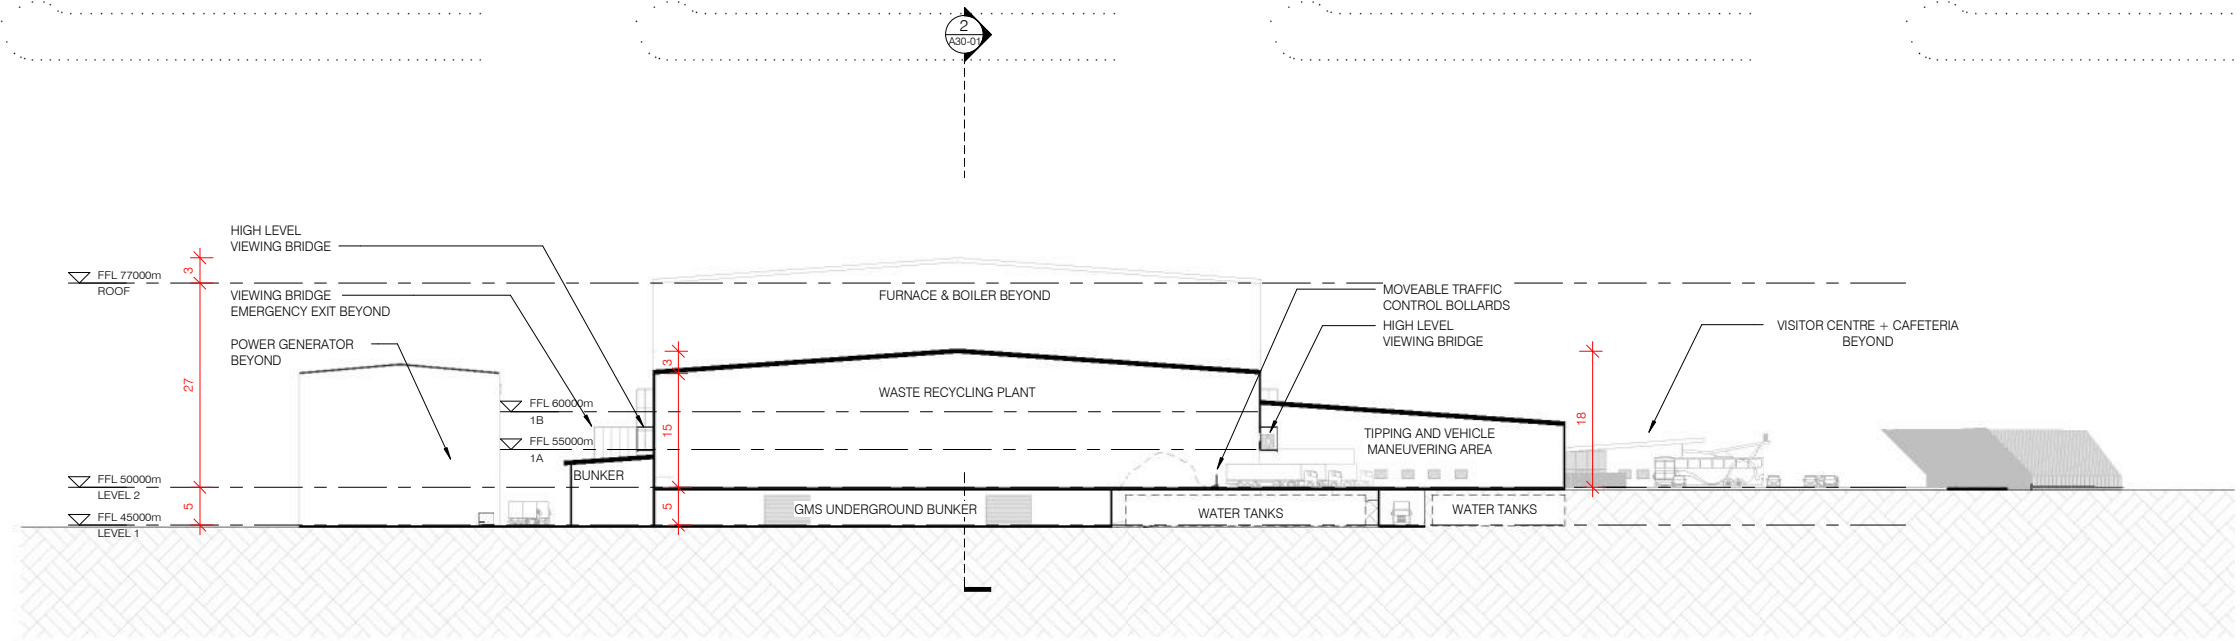 2
A30-01
HIGH LEVEL
VIEWING BRIDGE
FFL 77000m
ROOF
3
VIEWING BRIDGE
EMERGENCY EXIT BEYOND
POWER GENERATOR
BEYOND
27
FURNACE & BOILER BEYOND
MOVEABLE TRAFFIC
CONTROL BOLLARDS
HIGH LEVEL
VIEWING BRIDGE
VISITOR CENTRE + CAFETERIA
BEYOND
3
WASTE RECYCLING PLANT
FFL 60000m
1B
15
18
FFL 55000m
1A
TIPPING AND VEHICLE
MANEUVERING AREA
BUNKER
FFL 50000m
LEVEL 2
5
5
GMS UNDERGROUND BUNKER
WATER TANKS
WATER TANKS
FFL 45000m
LEVEL 1